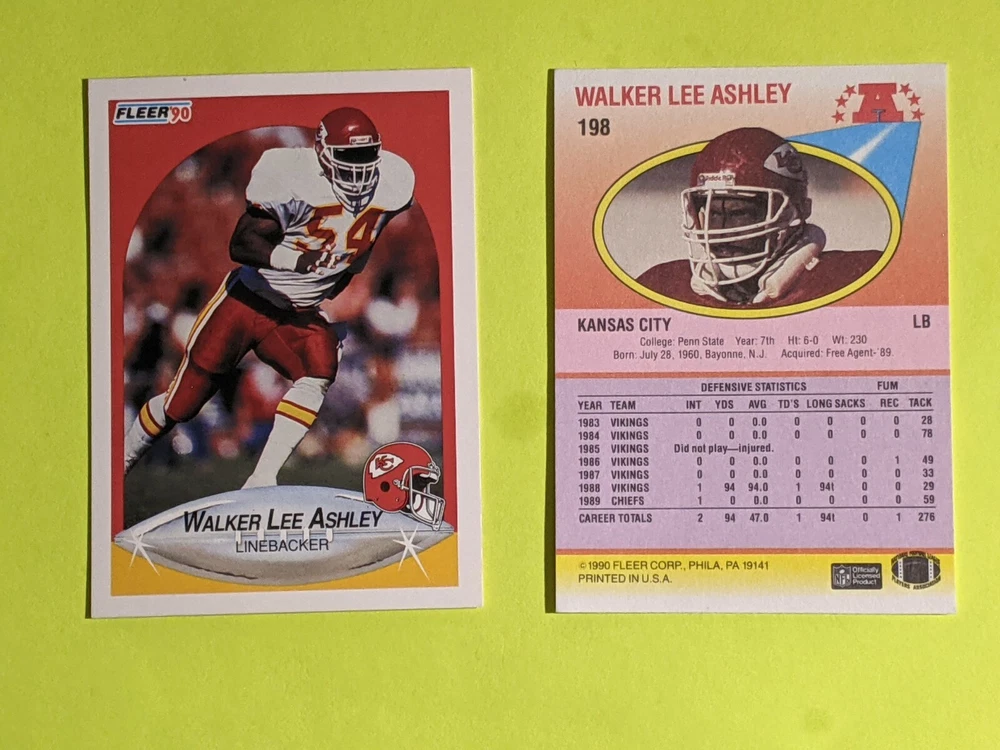 FLEER '90
54
KC
WALKER LEE ASHLEY
LINEBACKER
WALKER LEE ASHLEY
198
A
KC
Riddell
KANSAS CITY LB
College: Penn State Year: 7th Ht: 6-0 Wt: 230
Born: July 28, 1960, Bayonne, N.J. Acquired: Free Agent-'89.
DEFENSIVE STATISTICS FUM
YEAR TEAM INT YDS AVG TD'S LONG SACKS REC TACK
1983 VIKINGS 0 0 0.0 0 0 0 0 28
1984 VIKINGS 0 0 0.0 0 0 0 0 78
1985 VIKINGS Did not play—injured.
1986 VIKINGS 0 0 0.0 0 0 0 1 49
1987 VIKINGS 0 0 0.0 0 0 0 0 33
1988 VIKINGS 1 94 94.0 1 94t 0 0 29
1989 CHIEFS 1 0 0.0 0 0 0 0 59
CAREER TOTALS 2 94 47.0 1 94t 0 1 276
©1990 FLEER CORP., PHILA, PA 19141
PRINTED IN U.S.A.
NFL
Officially
Licensed
Product
PLAYERS ASSOCIATION